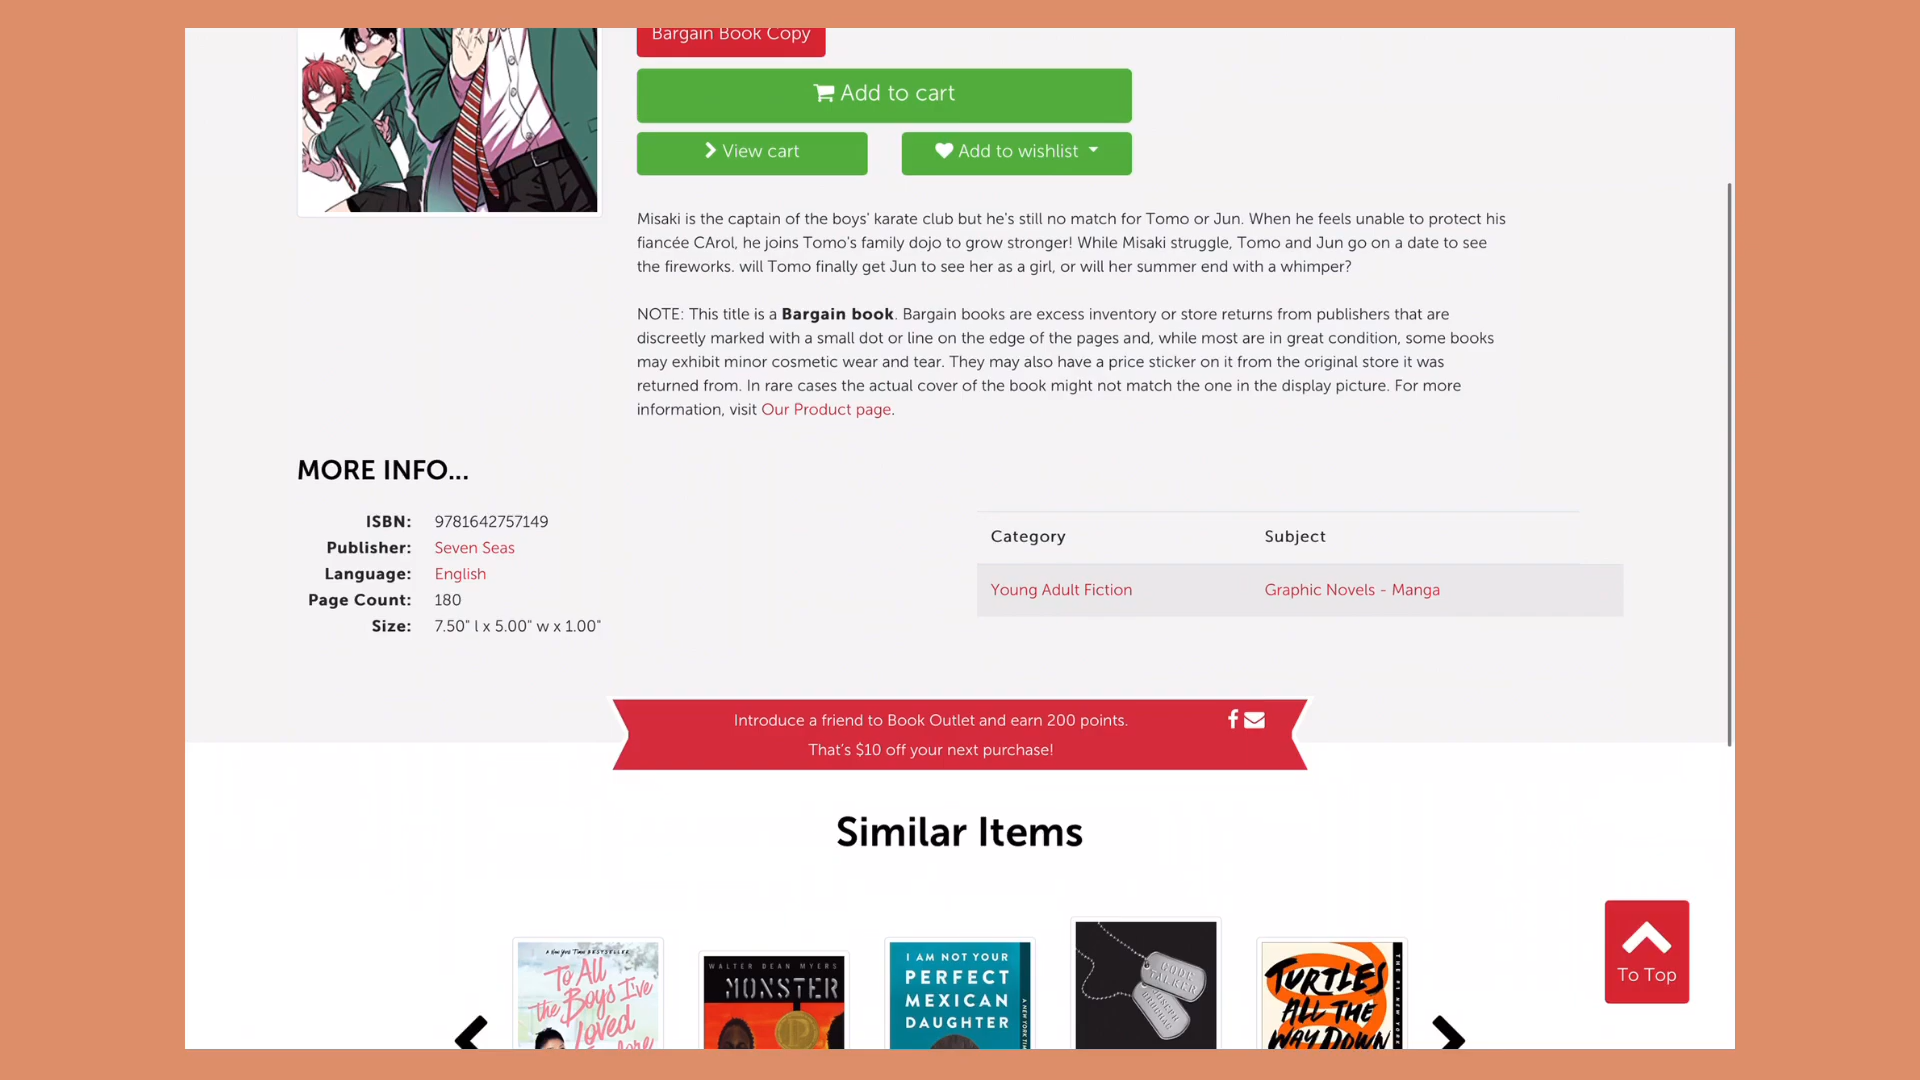 Bargain Book Copy
Add to cart
View cart
Add to wishlist
Misaki is the captain of the boys' karate club but he's still no match for Tomo or Jun. When he feels unable to protect his
fiancée CArol, he joins Tomo's family dojo to grow stronger! While Misaki struggle, Tomo and Jun go on a date to see
the fireworks. will Tomo finally get Jun to see her as a girl, or will her summer end with a whimper?
NOTE: This title is a Bargain book. Bargain books are excess inventory or store returns from publishers that are
discreetly marked with a small dot or line on the edge of the pages and, while most are in great condition, some books
may exhibit minor cosmetic wear and tear. They may also have a price sticker on it from the original store it was
returned from. In rare cases the actual cover of the book might not match the one in the display picture. For more
information, visit Our Product page.
MORE INFO...
ISBN: 9781642757149
Publisher: Seven Seas
Language: English
Page Count: 180
Size: 7.50" l x 5.00" w x 1.00"
Category Subject
Young Adult Fiction Graphic Novels - Manga
Introduce a friend to Book Outlet and earn 200 points.
That's $10 off your next purchase!
Similar Items
A New York Times BESTSELLER
To All
the Boys I've
Loved
Before
WALTER DEAN MYERS
MONSTER
I AM NOT YOUR
PERFECT
MEXICAN
DAUGHTER
CODE
TALKER
JOSEPH
BRUCHAC
TURTLES
ALL THE
WAY DOWN
To Top